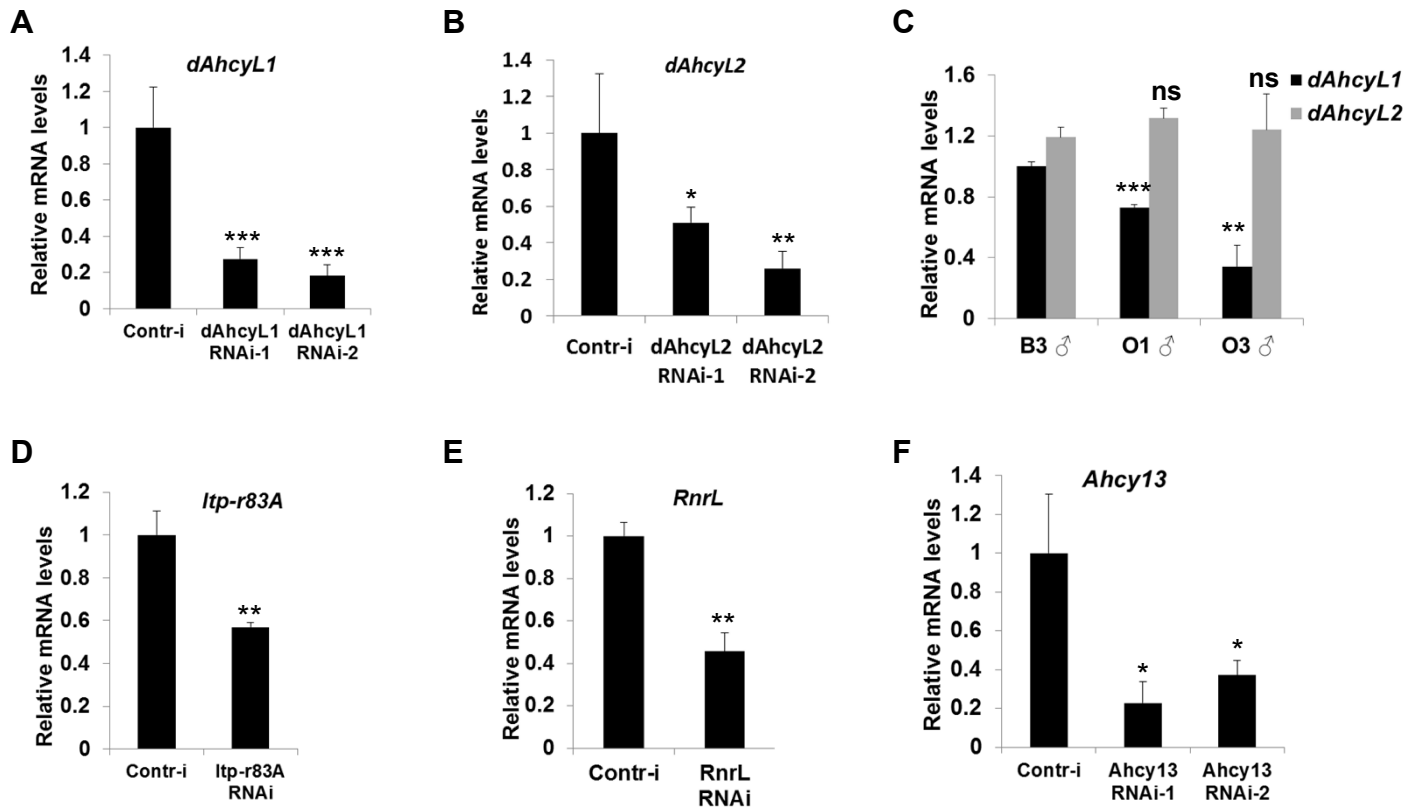 A
dAhcyL1
Relative mRNA levels
1.4
1.2
1
0.8
0.6
0.4
0.2
0
***
***
Contr-i
dAhcyL1
RNAi-1
dAhcyL1
RNAi-2
B
dAhcyL2
Relative mRNA levels
1.4
1.2
1
0.8
0.6
0.4
0.2
0
*
**
Contr-i
dAhcyL2
RNAi-1
dAhcyL2
RNAi-2
C
Relative mRNA levels
1.6
1.2
0.8
0.4
0
***
ns
**
ns
dAhcyL1
dAhcyL2
B3 ♂
O1 ♂
O3 ♂
D
Itp-r83A
Relative mRNA levels
1.2
1
0.8
0.6
0.4
0.2
0
**
Contr-i
Itp-r83A
RNAi
E
RnrL
Relative mRNA levels
1.2
1
0.8
0.6
0.4
0.2
0
**
Contr-i
RnrL
RNAi
F
Ahcy13
Relative mRNA levels
1.4
1.2
1
0.8
0.6
0.4
0.2
0
*
*
Contr-i
Ahcy13
RNAi-1
Ahcy13
RNAi-2